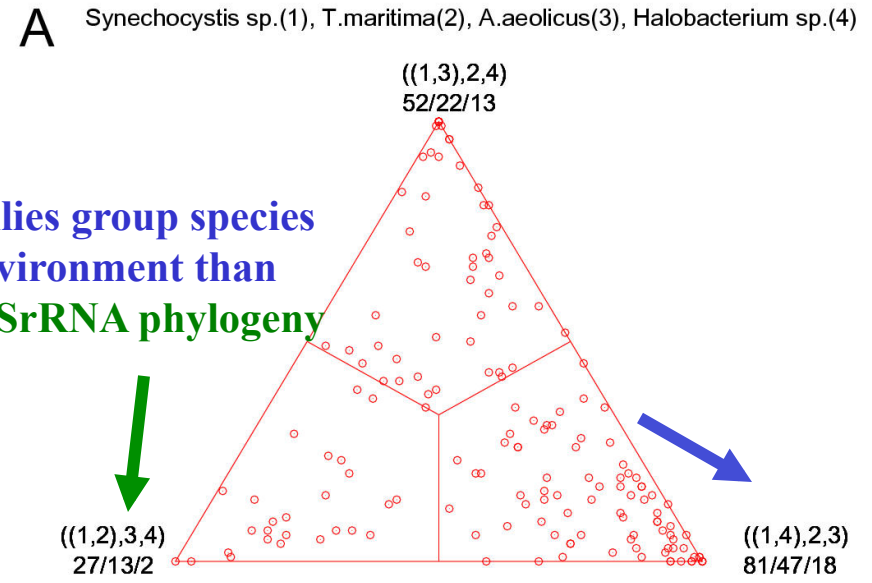 A
Synechocystis sp.(1), T.maritima(2), A.aeolicus(3), Halobacterium sp.(4)
((1,3),2,4)
52/22/13
lies group species
vironment than
SrRNA phylogeny
((1,2),3,4)
27/13/2
((1,4),2,3)
81/47/18